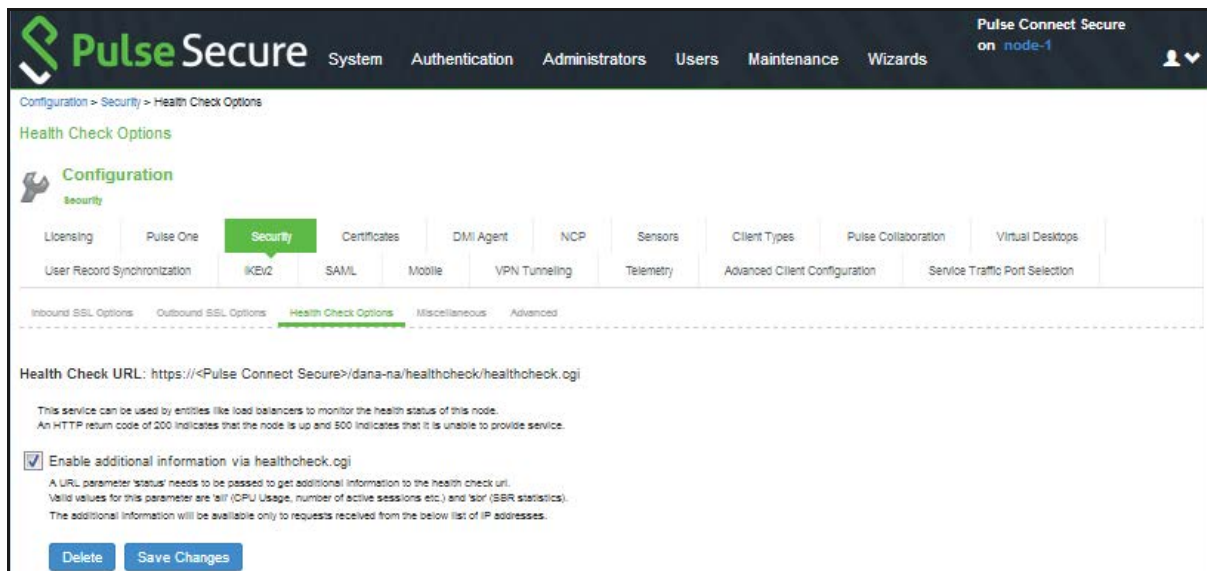 Pulse Connect Secure
on node-1
Pulse Secure System Authentication Administrators Users Maintenance Wizards
Configuration > Security > Health Check Options
Health Check Options
Configuration
Security
Licensing Pulse One Security Certificates DMI Agent NCP Sensors Client Types Pulse Collaboration Virtual Desktops
User Record Synchronization IKEv2 SAML Mobile VPN Tunneling Telemetry Advanced Client Configuration Service Traffic Port Selection
Inbound SSL Options Outbound SSL Options Health Check Options Miscellaneous Advanced
Health Check URL: https://<Pulse Connect Secure>/dana-na/healthcheck/healthcheck.cgi
This service can be used by entities like load balancers to monitor the health status of this node.
An HTTP return code of 200 indicates that the node is up and 500 indicates that it is unable to provide service.
Enable additional information via healthcheck.cgi
A URL parameter 'status' needs to be passed to get additional information to the health check url.
Valid values for this parameter are 'all' (CPU Usage, number of active sessions etc.) and 'sbr' (SBR statistics).
The additional information will be available only to requests received from the below list of IP addresses.
Delete Save Changes